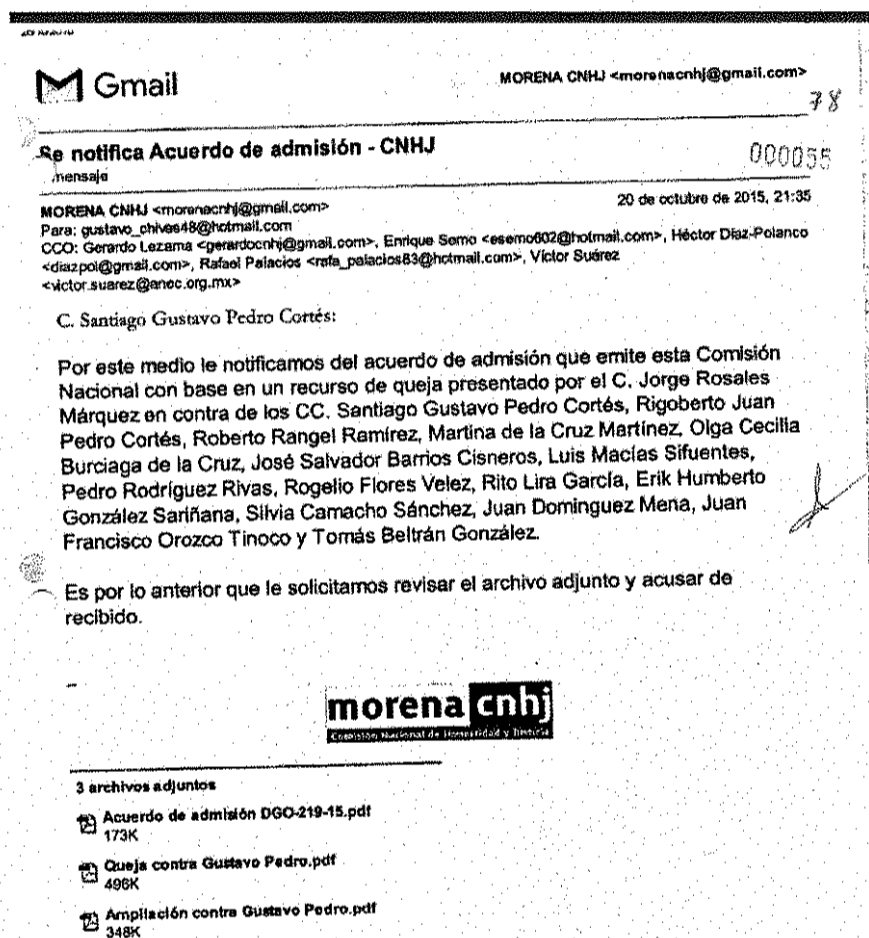 Gmail
MORENA CNHJ <morenacnhj@gmail.com>
78
Se notifica Acuerdo de admisión - CNHJ
000055
mensaje
MORENA CNHJ <morenacnhj@gmail.com>
20 de octubre de 2015, 21:35
Para: gustavo_chives48@hotmail.com
CCO: Gerardo Lezama <gerardocnhj@gmail.com>, Enrique Semo <esemo602@hotmail.com>, Héctor Díaz-Polanco
<diazpol@gmail.com>, Rafael Palacios <rafa_palacios83@hotmail.com>, Víctor Suárez
<victor.suarez@anec.org.mx>
C. Santiago Gustavo Pedro Cortés:
Por este medio le notificamos del acuerdo de admisión que emite esta Comisión
Nacional con base en un recurso de queja presentado por el C. Jorge Rosales
Márquez en contra de los CC. Santiago Gustavo Pedro Cortés, Rigoberto Juan
Pedro Cortés, Roberto Rangel Ramírez, Martina de la Cruz Martínez, Olga Cecilia
Burciaga de la Cruz, José Salvador Barrios Cisneros, Luis Macías Sifuentes,
Pedro Rodríguez Rivas, Rogelio Flores Velez, Rito Lira García, Erik Humberto
González Sariñana, Silvia Camacho Sánchez, Juan Dominguez Mena, Juan
Francisco Orozco Tinoco y Tomás Beltrán González.
Es por lo anterior que le solicitamos revisar el archivo adjunto y acusar de
recibido.
--
morena cnhj
Comisión Nacional de Honestidad y Justicia
3 archivos adjuntos
Acuerdo de admisión DGO-219-15.pdf
173K
Queja contra Gustavo Pedro.pdf
496K
Ampliación contra Gustavo Pedro.pdf
348K